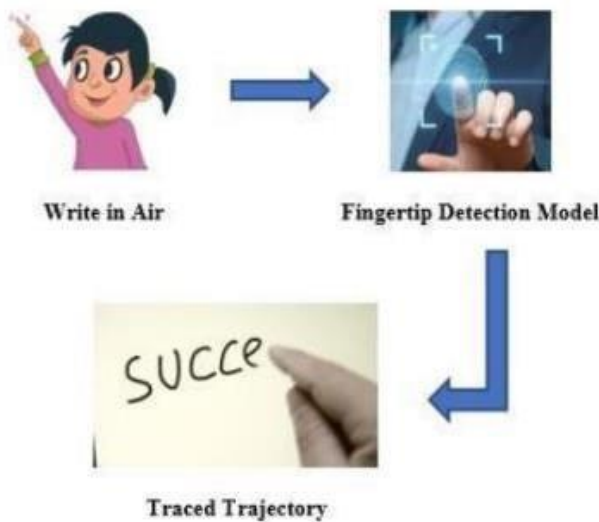 Write in Air
Fingertip Detection Model
succe
Traced Trajectory